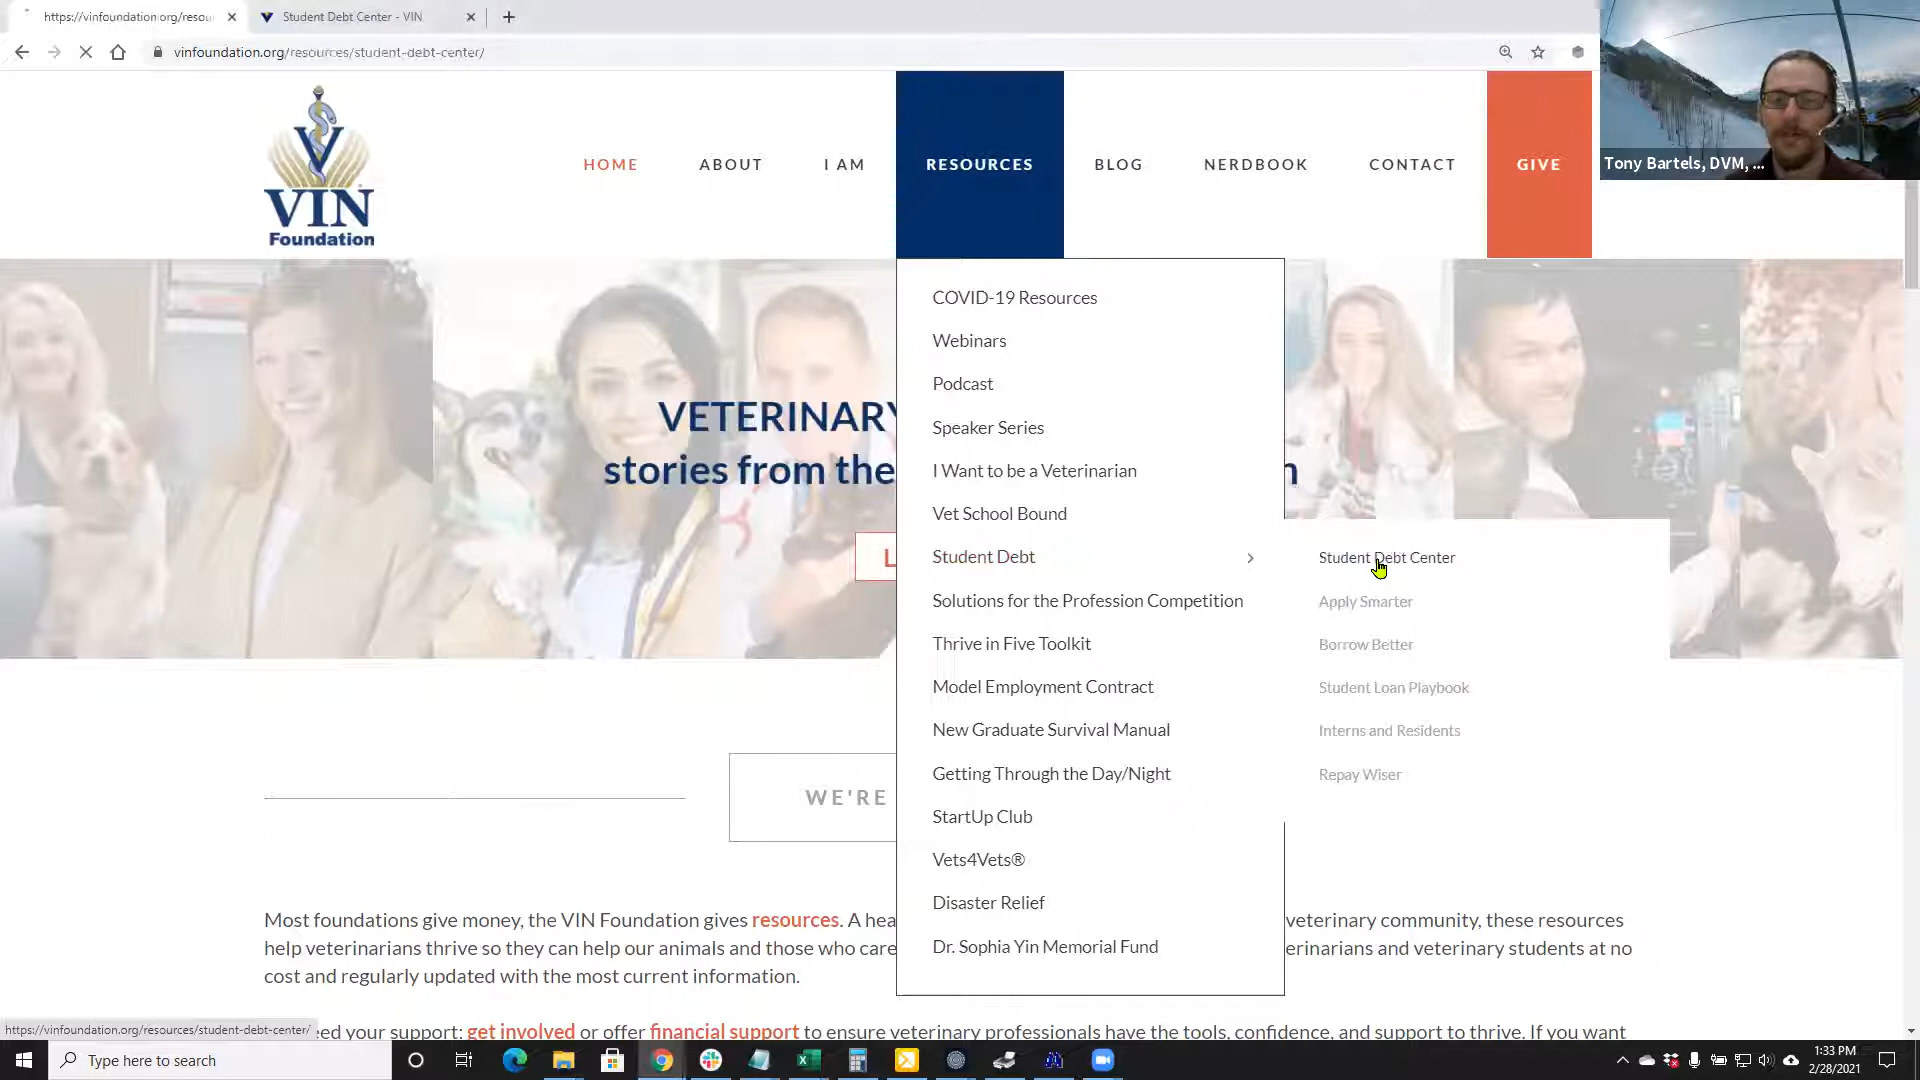 https://vinfoundation.org/resou
Student Debt Center - VIN
vinfoundation.org/resources/student-debt-center/
Tony Bartels, DVM, ...
VIN
Foundation
HOME
ABOUT
I AM
RESOURCES
BLOG
NERDBOOK
CONTACT
GIVE
COVID-19 Resources
Webinars
Podcast
Speaker Series
I Want to be a Veterinarian
Vet School Bound
Student Debt
Solutions for the Profession Competition
Thrive in Five Toolkit
Model Employment Contract
New Graduate Survival Manual
Getting Through the Day/Night
StartUp Club
Vets4Vets®
Disaster Relief
Dr. Sophia Yin Memorial Fund
Student Debt Center
Apply Smarter
Borrow Better
Student Loan Playbook
Interns and Residents
Repay Wiser
VETERINARY
stories from the
WE'RE
Most foundations give money, the VIN Foundation gives resources. A hea veterinary community, these resources
help veterinarians thrive so they can help our animals and those who care erinarians and veterinary students at no
cost and regularly updated with the most current information.
eed your support: get involved or offer financial support to ensure veterinary professionals have the tools, confidence, and support to thrive. If you want
https://vinfoundation.org/resources/student-debt-center/
Type here to search
1:33 PM
2/28/2021